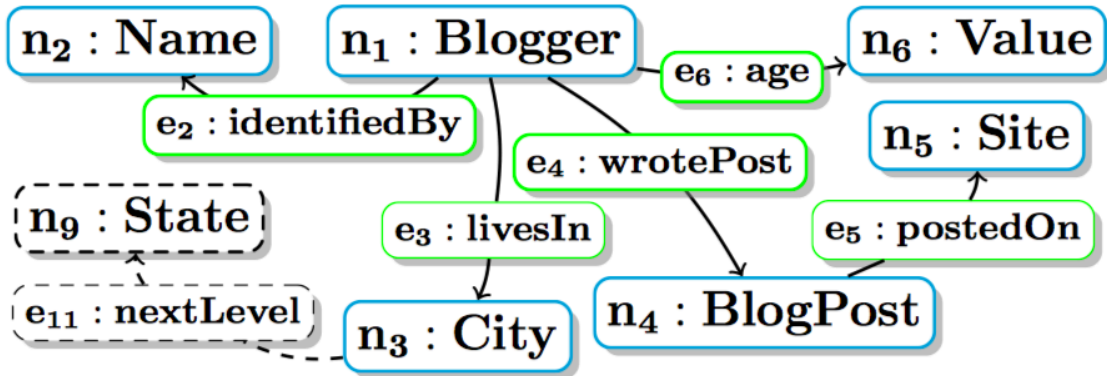 n₂ : Name
n₁ : Blogger
n₆ : Value
e₆ : age
e₂ : identifiedBy
n₅ : Site
e₄ : wrotePost
n₉ : State
e₃ : livesIn
e₅ : postedOn
e₁₁ : nextLevel
n₄ : BlogPost
n₃ : City